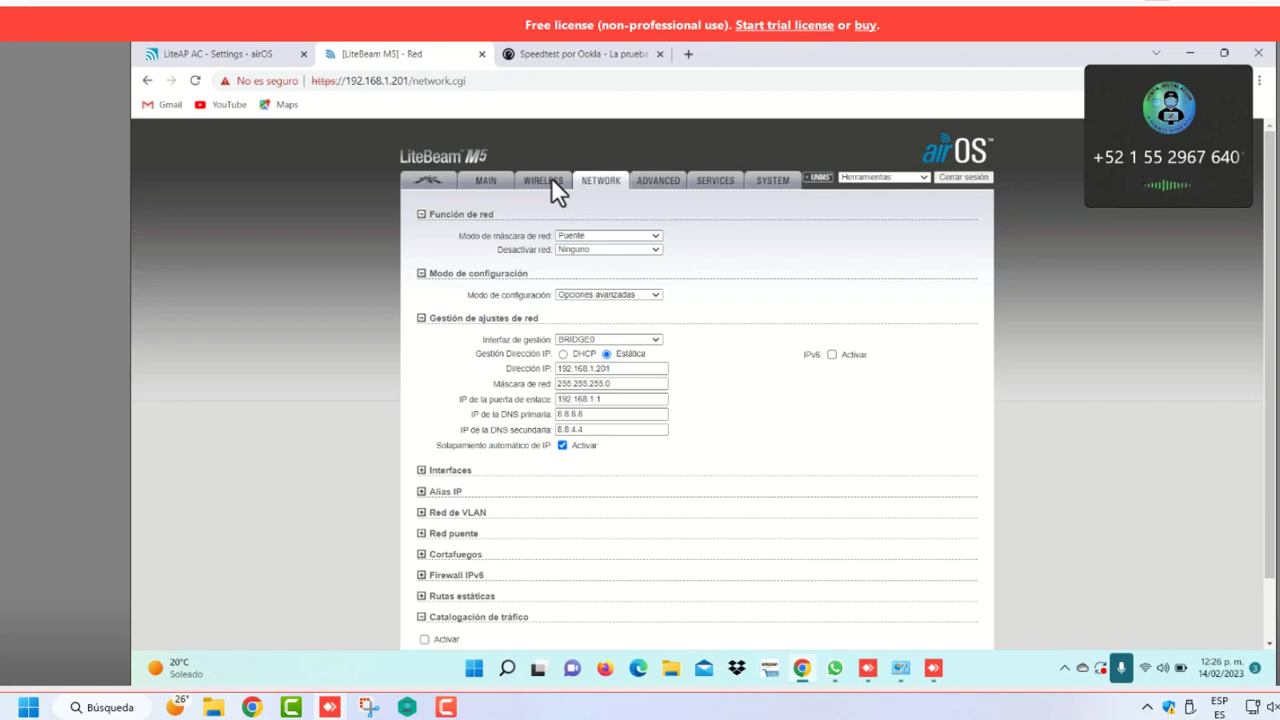 Free license (non-professional use). Start trial license or buy.
LiteAP AC - Settings - airOS
[LiteBeam M5] - Red
Speedtest por Ookla - La prueba
No es seguro
https://192.168.1.201/network.cgi
Gmail YouTube Maps
+52 1 55 2967 640
LiteBeam M5
airOS™
MAIN WIRELESS NETWORK ADVANCED SERVICES SYSTEM UNMS Herramientas: Cerrar sesión
Función de red
Modo de máscara de red: Puente
Desactivar red: Ninguno
Modo de configuración
Modo de configuración: Opciones avanzadas
Gestión de ajustes de red
Interfaz de gestión: BRIDGE0
Gestión Dirección IP: DHCP Estática
IPv6: Activar
Dirección IP: 192.168.1.201
Máscara de red: 255.255.255.0
IP de la puerta de enlace: 192.168.1.1
IP de la DNS primaria: 8.8.8.8
IP de la DNS secundaria: 8.8.4.4
Solapamiento automático de IP: Activar
Interfaces
Alias IP
Red de VLAN
Red puente
Cortafuegos
Firewall IPv6
Rutas estáticas
Catalogación de tráfico
Activar
20°C
Soleado
12:26 p. m.
14/02/2023
3
Búsqueda
26°
ESP
ES